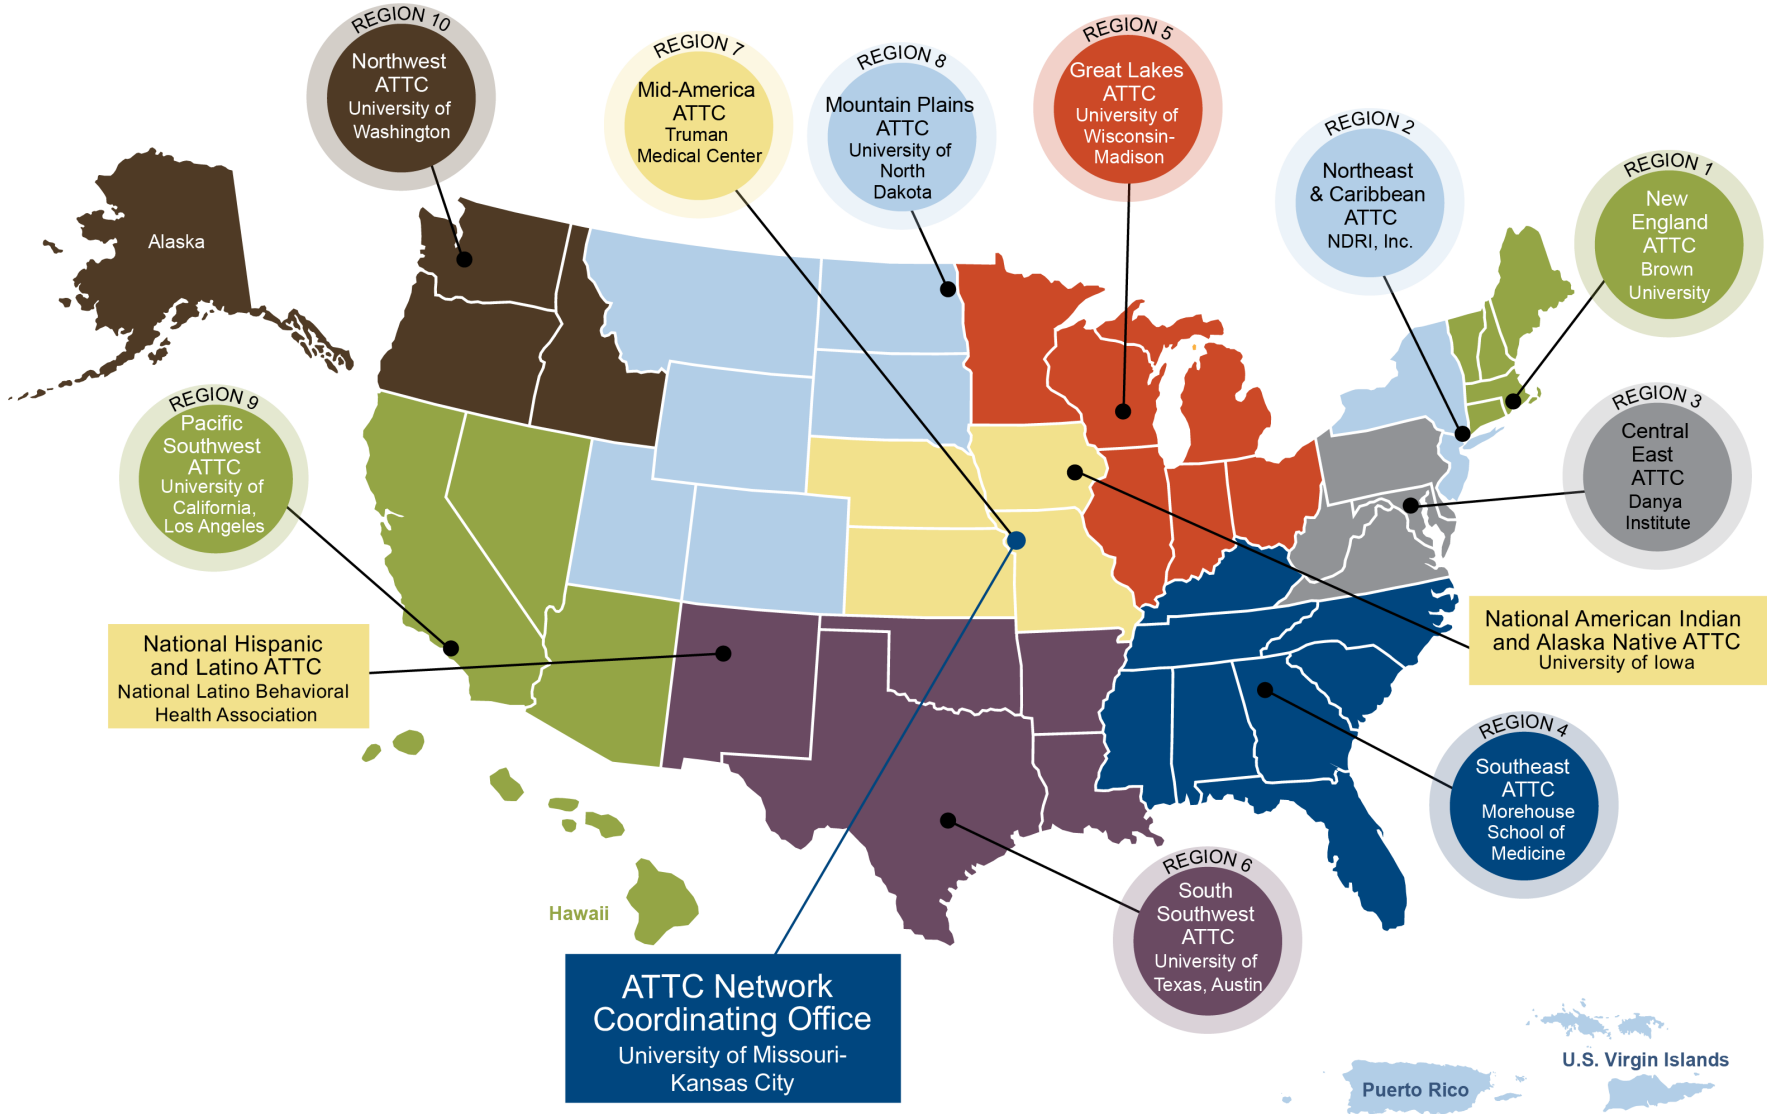 REGION 10
Northwest
ATTC
University of
Washington
REGION 7
Mid-America
ATTC
Truman
Medical Center
REGION 8
Mountain Plains
ATTC
University of
North
Dakota
REGION 5
Great Lakes
ATTC
University of
Wisconsin-
Madison
REGION 2
Northeast
& Caribbean
ATTC
NDRI, Inc.
REGION 1
New
England
ATTC
Brown
University
Alaska
REGION 9
Pacific
Southwest
ATTC
University of
California,
Los Angeles
REGION 3
Central
East
ATTC
Danya
Institute
National Hispanic
and Latino ATTC
National Latino Behavioral
Health Association
National American Indian
and Alaska Native ATTC
University of Iowa
REGION 4
Southeast
ATTC
Morehouse
School of
Medicine
REGION 6
South
Southwest
ATTC
University of
Texas, Austin
Hawaii
ATTC Network
Coordinating Office
University of Missouri-
Kansas City
U.S. Virgin Islands
Puerto Rico